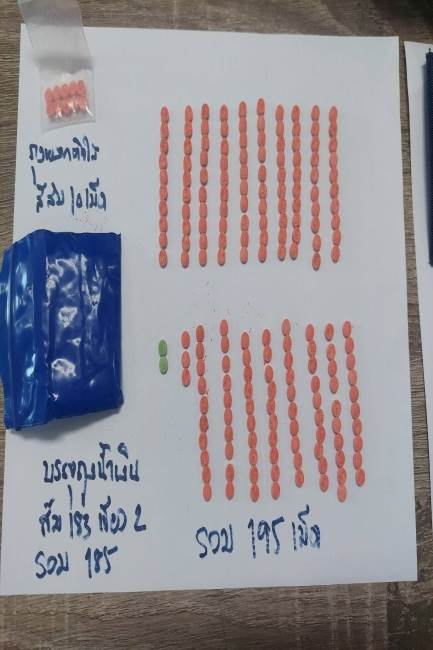 ถุงพลาสติกใส
สีส้ม 10 เม็ด
บรรจุถุงน้ำเงิน
ส้ม 183 เขียว 2
รวม 185
รวม 195 เม็ด